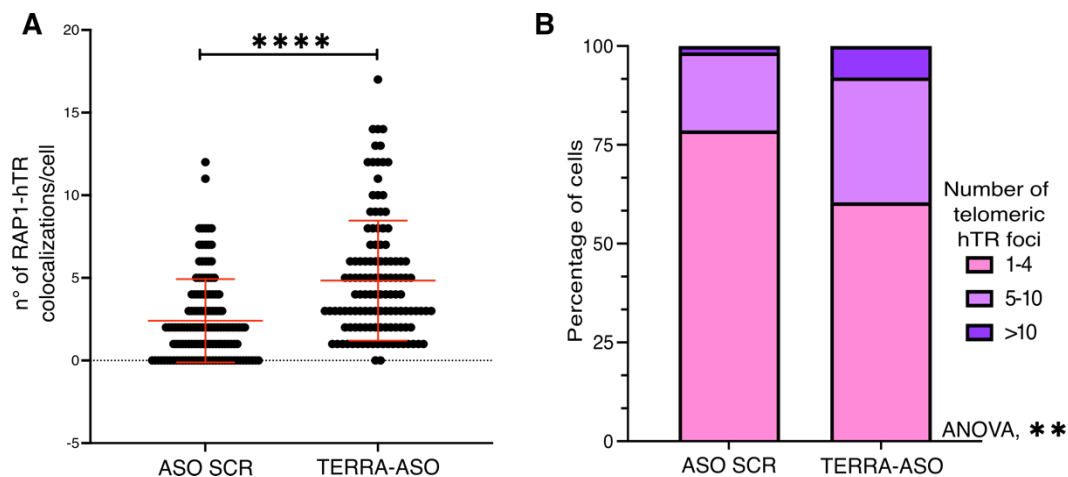 A
20
15
10
5
0
-5
n° of RAP1-hTR
colocalizations/cell
****
ASO SCR
TERRA-ASO
B
100
75
50
25
0
Percentage of cells
ASO SCR
TERRA-ASO
Number of
telomeric
hTR foci
1-4
5-10
>10
ANOVA, **